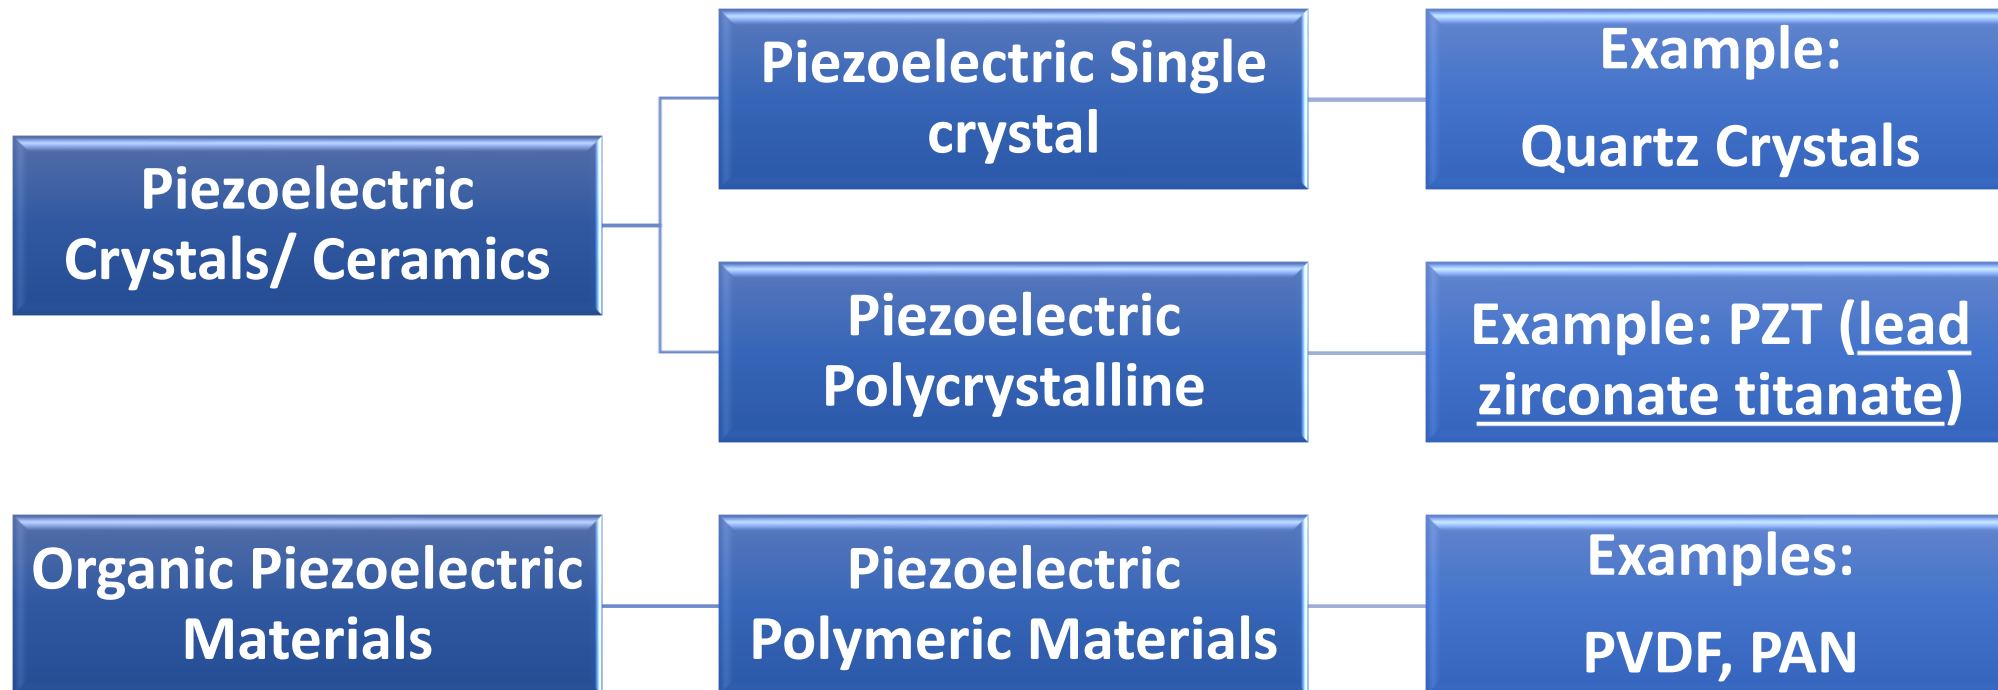 Piezoelectric
Crystals/ Ceramics
Piezoelectric Single
crystal
Example:
Quartz Crystals
Piezoelectric
Polycrystalline
Example: PZT (lead
zirconate titanate)
Organic Piezoelectric
Materials
Piezoelectric
Polymeric Materials
Examples:
PVDF, PAN